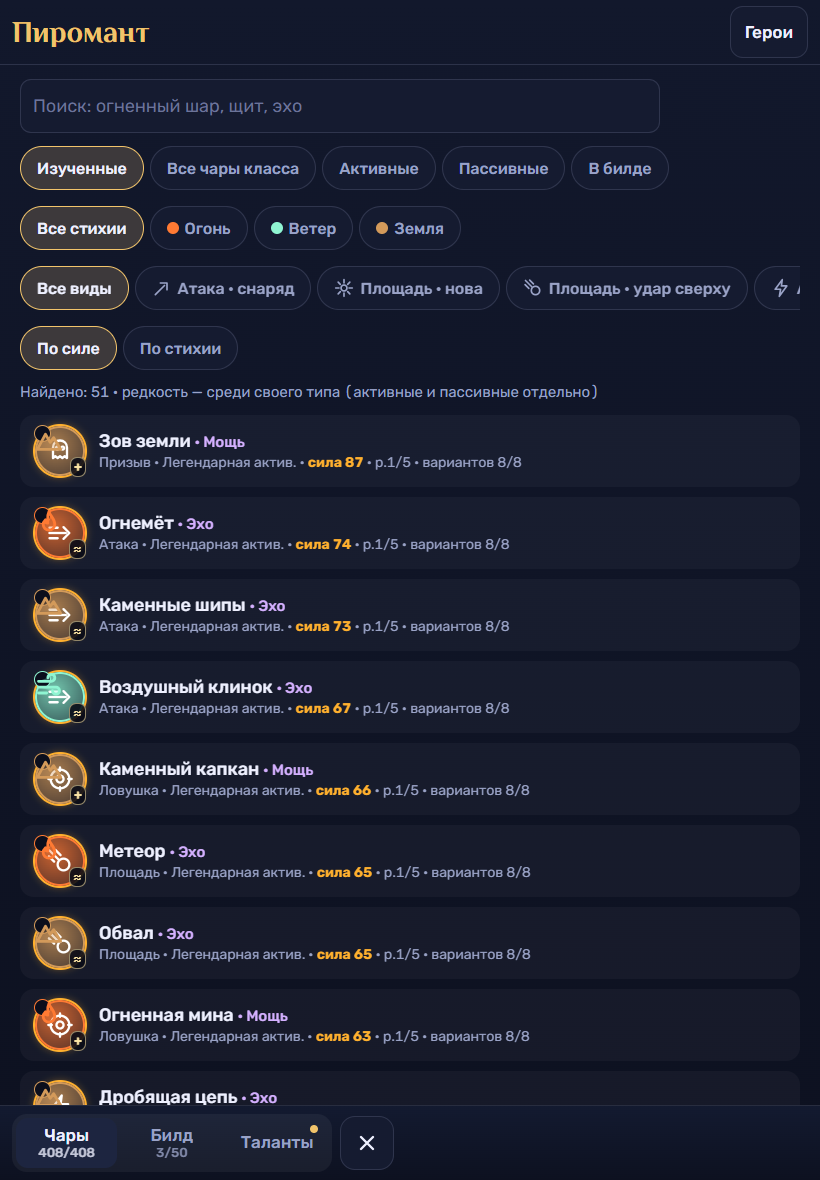 Пиромант
Герои
Поиск: огненный шар, щит, эхо
Изученные Все чары класса Активные Пассивные В билде
Все стихии Огонь Ветер Земля
Все виды Атака • снаряд Площадь • нова Площадь • удар сверху
По силе По стихии
Найдено: 51 • редкость — среди своего типа (активные и пассивные отдельно)
Зов земли • Мощь
Призыв • Легендарная актив. • сила 87 • р.1/5 • вариантов 8/8
Огнемёт • Эхо
Атака • Легендарная актив. • сила 74 • р.1/5 • вариантов 8/8
Каменные шипы • Эхо
Атака • Легендарная актив. • сила 73 • р.1/5 • вариантов 8/8
Воздушный клинок • Эхо
Атака • Легендарная актив. • сила 67 • р.1/5 • вариантов 8/8
Каменный капкан • Мощь
Ловушка • Легендарная актив. • сила 66 • р.1/5 • вариантов 8/8
Метеор • Эхо
Площадь • Легендарная актив. • сила 65 • р.1/5 • вариантов 8/8
Обвал • Эхо
Площадь • Легендарная актив. • сила 65 • р.1/5 • вариантов 8/8
Огненная мина • Мощь
Ловушка • Легендарная актив. • сила 63 • р.1/5 • вариантов 8/8
Дробящая цепь • Эхо
Чары Билд Таланты
408/408 3/50